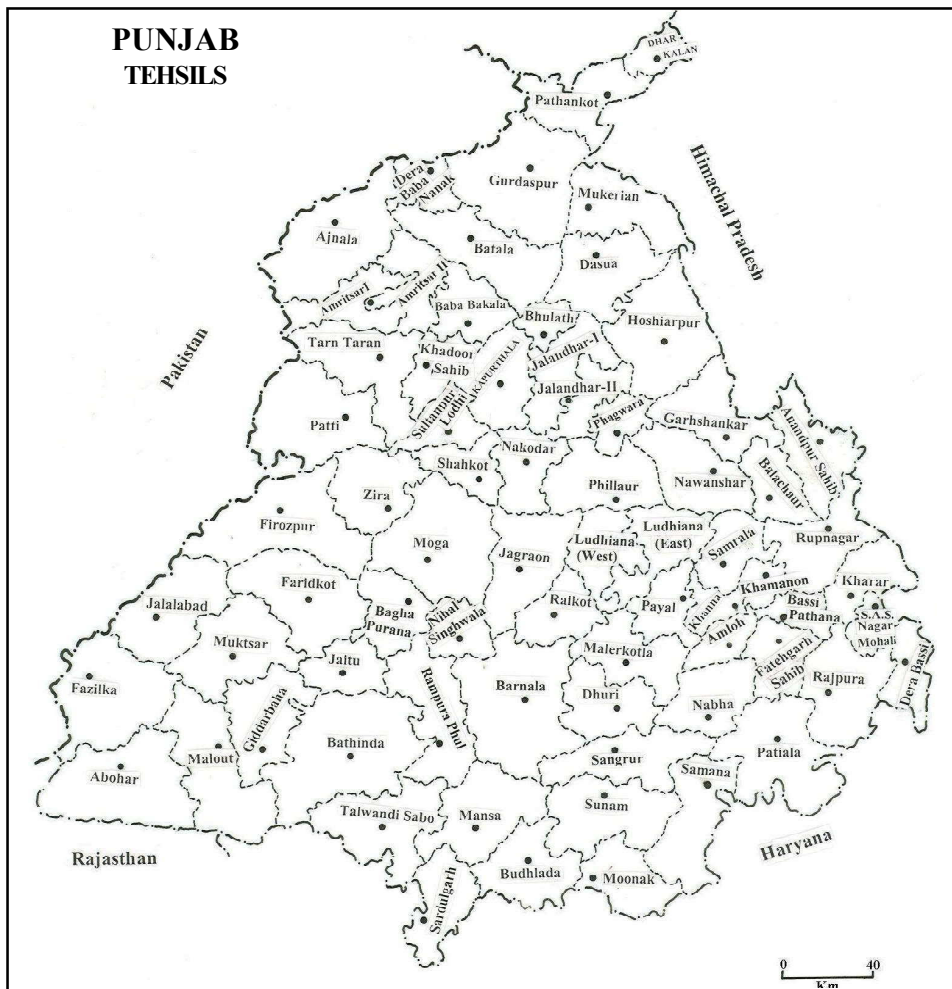 PUNJAB
TEHSILS
DHAR
KALAN
Pathankot
Himachal Pradesh
Dera
Baba
Nanak
Gurdaspur
Mukerian
Ajnala
Batala
Dasua
Amritsar I
Amritsar II
Baba Bakala
Bhulath
Hoshiarpur
Pakistan
Tarn Taran
Khadoor
Sahib
KAPURTHALA
Jalandhar-I
Jalandhar-II
Sultanpur
Lodhi
Phagwara
Patti
Garhshankar
Anandpur Sahib
Nakodar
Shahkot
Phillaur
Nawanshar
Balachaur
Zira
Firozpur
Moga
Jagraon
Ludhiana
(West)
Ludhiana
(East)
Samrala
Rupnagar
Jalalabad
Faridkot
Bagha
Purana
Nihal
Singhwala
Raikot
Payal
Khanna
Khamanon
Kharar
Bassi
Pathana
S.A.S.
Nagar
Mohali
Muktsar
Jaitu
Malerkotla
Amloh
Fatehgarh
Sahib
Fazilka
Giddarbaha
Rampura Phul
Barnala
Dhuri
Nabha
Rajpura
Dera Bassi
Abohar
Malout
Bathinda
Sangrur
Samana
Patiala
Talwandi Sabo
Mansa
Sunam
Rajasthan
Haryana
Sardulgarh
Budhlada
Moonak
0 40
Km